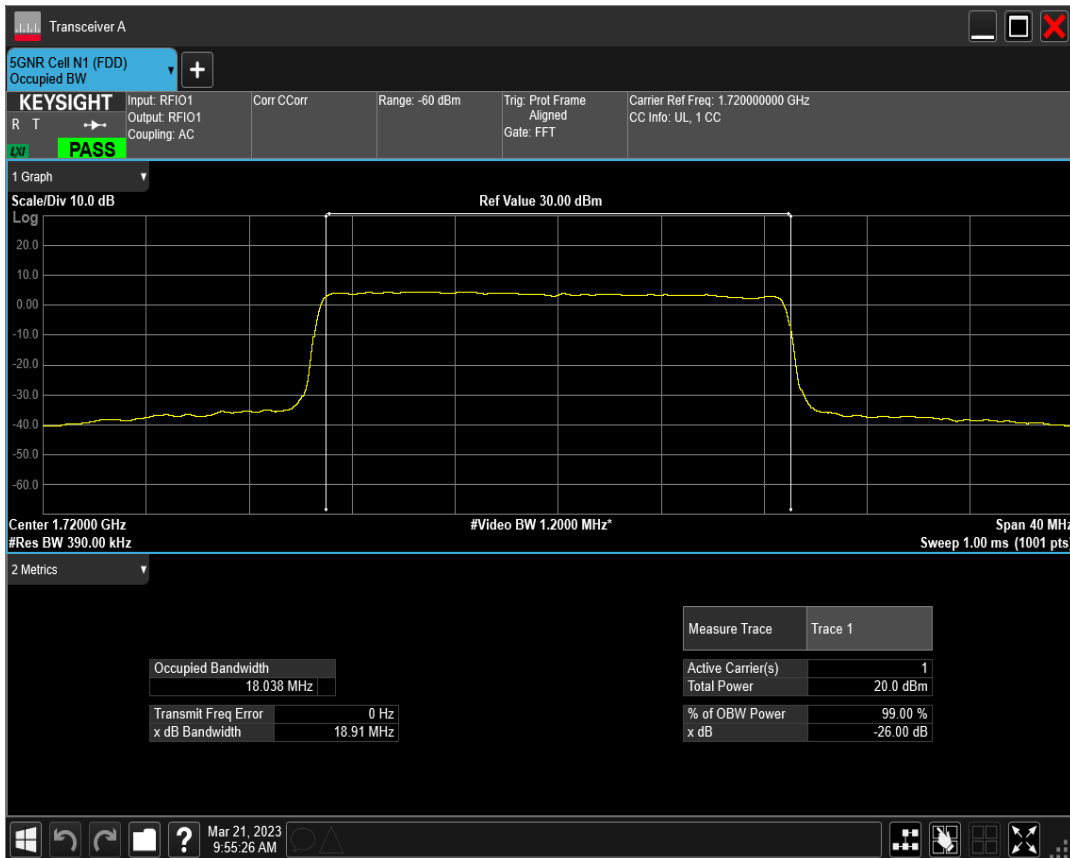 Transceiver A
5GNR Cell N1 (FDD)
Occupied BW
+
KEYSIGHT
R T
LXI
PASS
Input: RFIO1
Output: RFIO1
Coupling: AC
Corr CCorr
Range: -60 dBm
Trig: Prot Frame
Aligned
Gate: FFT
Carrier Ref Freq: 1.720000000 GHz
CC Info: UL, 1 CC
1 Graph
Scale/Div 10.0 dB
Ref Value 30.00 dBm
Log
20.0
10.0
0.00
-10.0
-20.0
-30.0
-40.0
-50.0
-60.0
Center 1.72000 GHz
#Video BW 1.2000 MHz*
Span 40 MHz
#Res BW 390.00 kHz
Sweep 1.00 ms (1001 pts)
2 Metrics
Measure Trace Trace 1
Occupied Bandwidth
18.038 MHz
Active Carrier(s) 1
Total Power 20.0 dBm
Transmit Freq Error 0 Hz
x dB Bandwidth 18.91 MHz
% of OBW Power 99.00 %
x dB -26.00 dB
?
Mar 21, 2023
9:55:26 AM